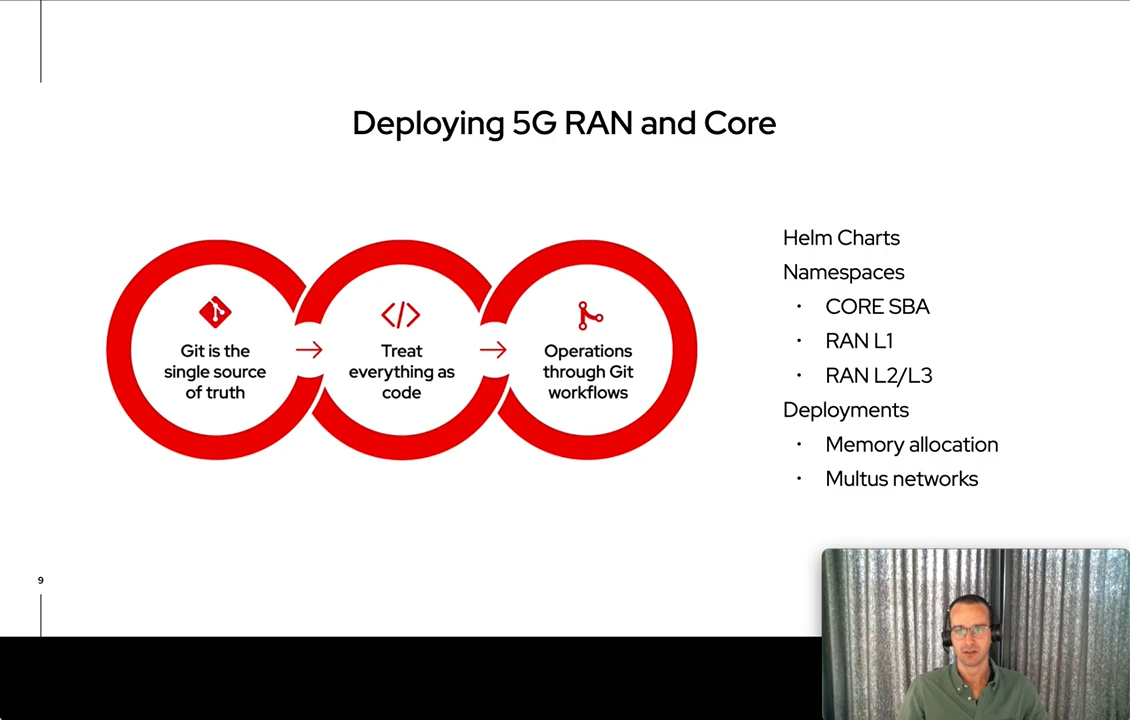 Deploying 5G RAN and Core
Git is the
single source
of truth
Treat
everything as
code
Operations
through Git
workflows
Helm Charts
Namespaces
• CORE SBA
• RAN L1
• RAN L2/L3
Deployments
• Memory allocation
• Multus networks
9